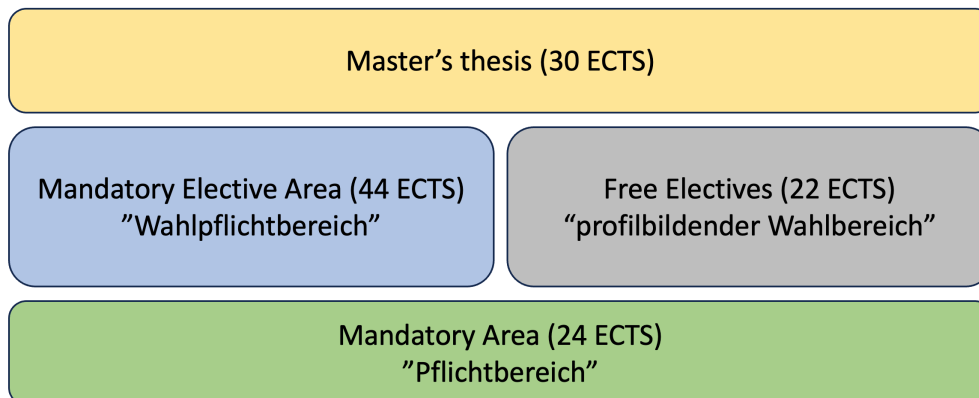 Master’s thesis (30 ECTS)
Mandatory Elective Area (44 ECTS)
”Wahlpflichtbereich”
Free Electives (22 ECTS)
“profilbildender Wahlbereich”
Mandatory Area (24 ECTS)
”Pflichtbereich”